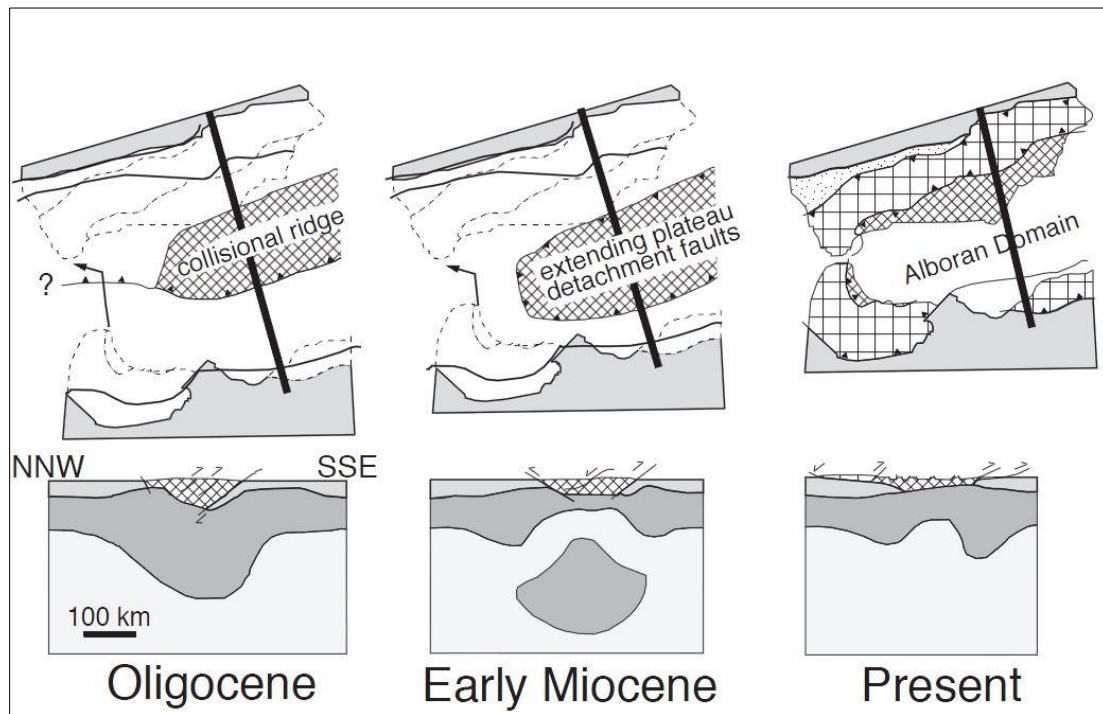 collisional ridge
?
extending plateau
detachment faults
Alboran Domain
NNW
SSE
100 km
Oligocene
Early Miocene
Present